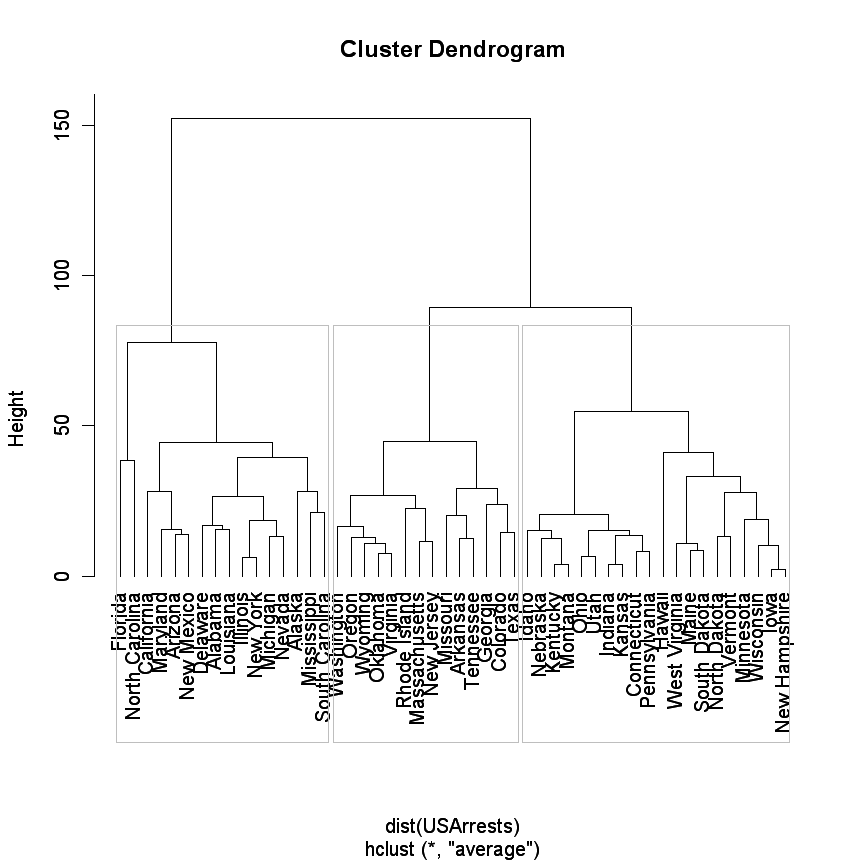 Cluster Dendrogram
Height
150
100
50
0
Florida
North Carolina
California
Maryland
Arizona
New Mexico
Delaware
Alabama
Louisiana
Illinois
New York
Michigan
Nevada
Alaska
Mississippi
South Carolina
Washington
Oregon
Wyoming
Oklahoma
Virginia
Rhode Island
Massachusetts
New Jersey
Missouri
Arkansas
Tennessee
Georgia
Colorado
Texas
Idaho
Nebraska
Kentucky
Montana
Ohio
Utah
Indiana
Kansas
Connecticut
Pennsylvania
Hawaii
West Virginia
Maine
South Dakota
North Dakota
Vermont
Minnesota
Wisconsin
Iowa
New Hampshire
dist(USArrests)
hclust (*, "average")